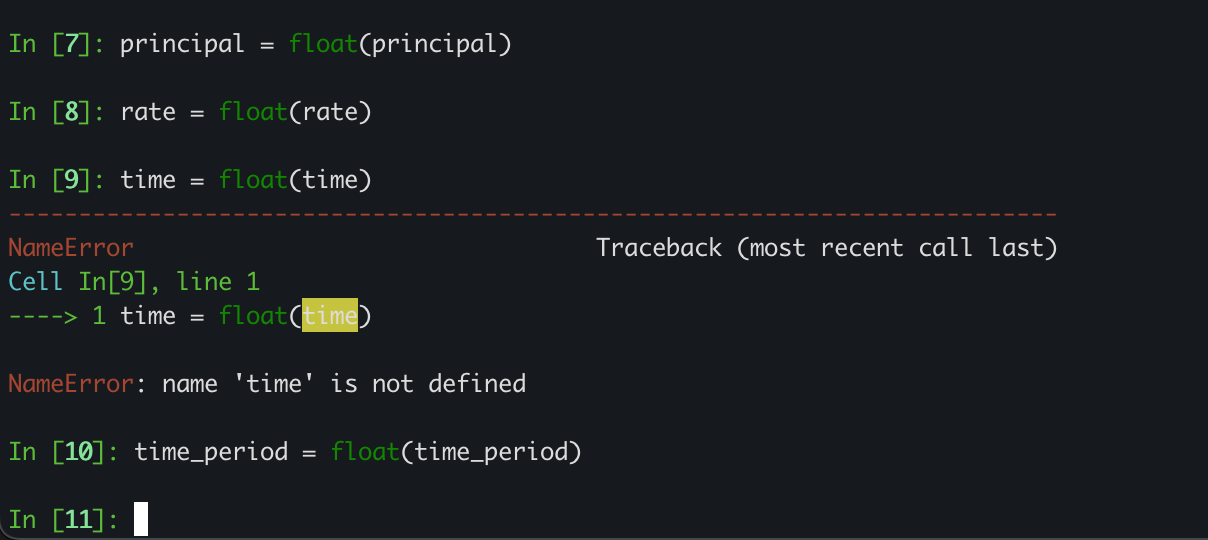 In [7]: principal = float(principal)
In [8]: rate = float(rate)
In [9]: time = float(time)
---------------------------------------------------------------------------
NameError                                 Traceback (most recent call last)
Cell In[9], line 1
----> 1 time = float(time)
NameError: name 'time' is not defined
In [10]: time_period = float(time_period)
In [11]: